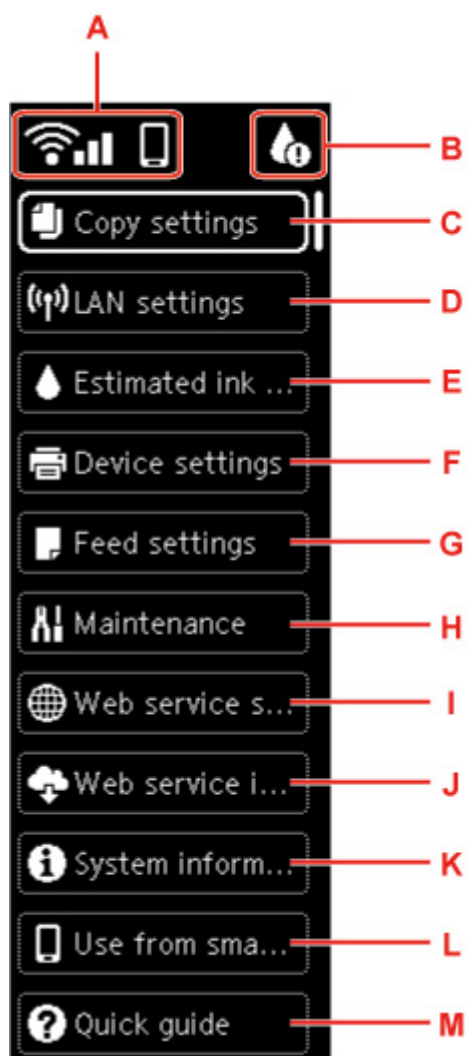 A
B
Copy settings C
LAN settings D
Estimated ink ... E
Device settings F
Feed settings G
Maintenance H
Web service s... I
Web service i... J
System inform... K
Use from sma... L
Quick guide M